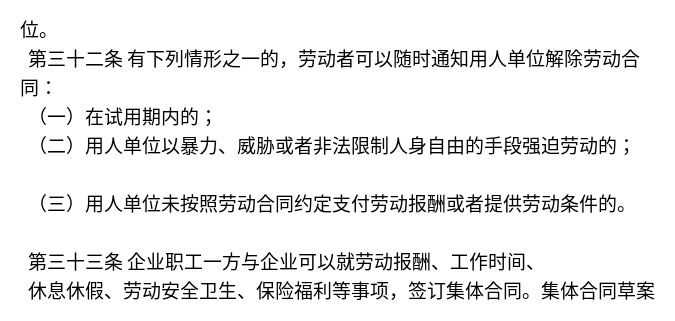 位。
第三十二条 有下列情形之一的，劳动者可以随时通知用人单位解除劳动合
同：
（一）在试用期内的；
（二）用人单位以暴力、威胁或者非法限制人身自由的手段强迫劳动的；
（三）用人单位未按照劳动合同约定支付劳动报酬或者提供劳动条件的。
第三十三条 企业职工一方与企业可以就劳动报酬、工作时间、
休息休假、劳动安全卫生、保险福利等事项，签订集体合同。集体合同草案